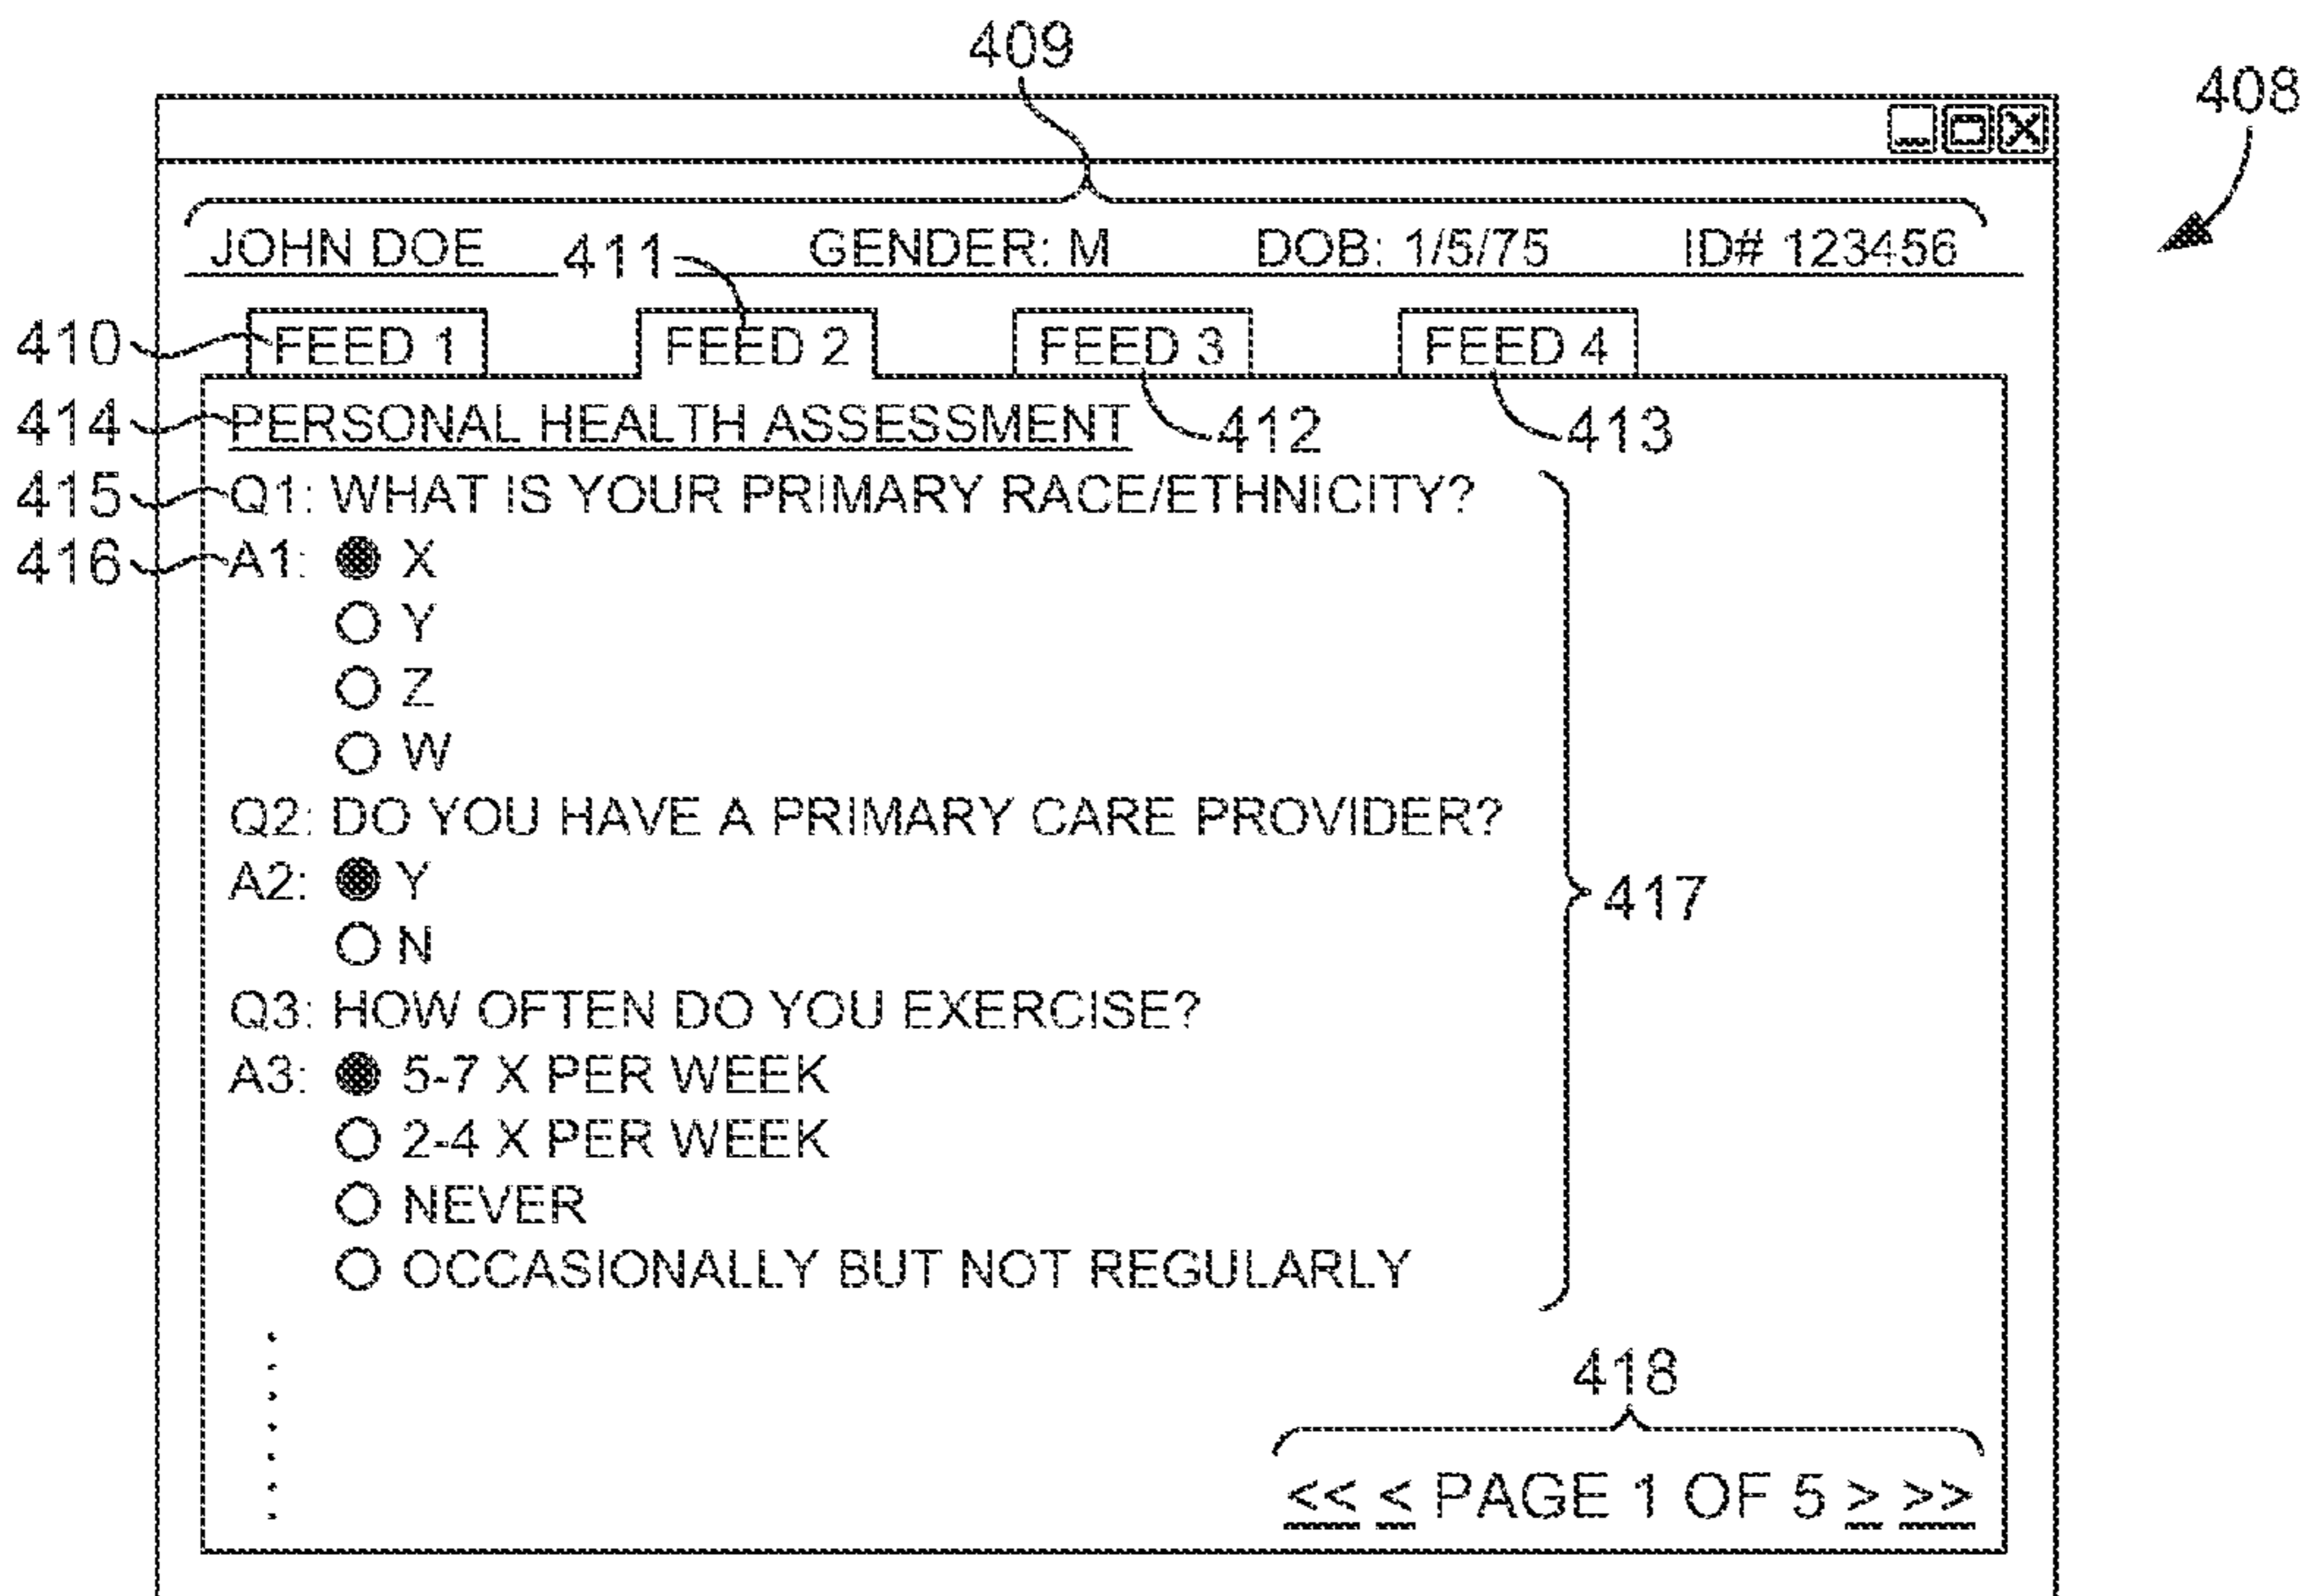 409
408
JOHN DOE 411 GENDER: M DOB: 1/5/75 ID# 123456
410 FEED 1 FEED 2 FEED 3 FEED 4
414 PERSONAL HEALTH ASSESSMENT 412 413
415 Q1: WHAT IS YOUR PRIMARY RACE/ETHNICITY?
416 A1: X
Y
Z
W
Q2: DO YOU HAVE A PRIMARY CARE PROVIDER?
A2: Y
417
N
Q3: HOW OFTEN DO YOU EXERCISE?
A3: 5-7 X PER WEEK
2-4 X PER WEEK
NEVER
OCCASIONALLY BUT NOT REGULARLY
418
<< < PAGE 1 OF 5 > >>